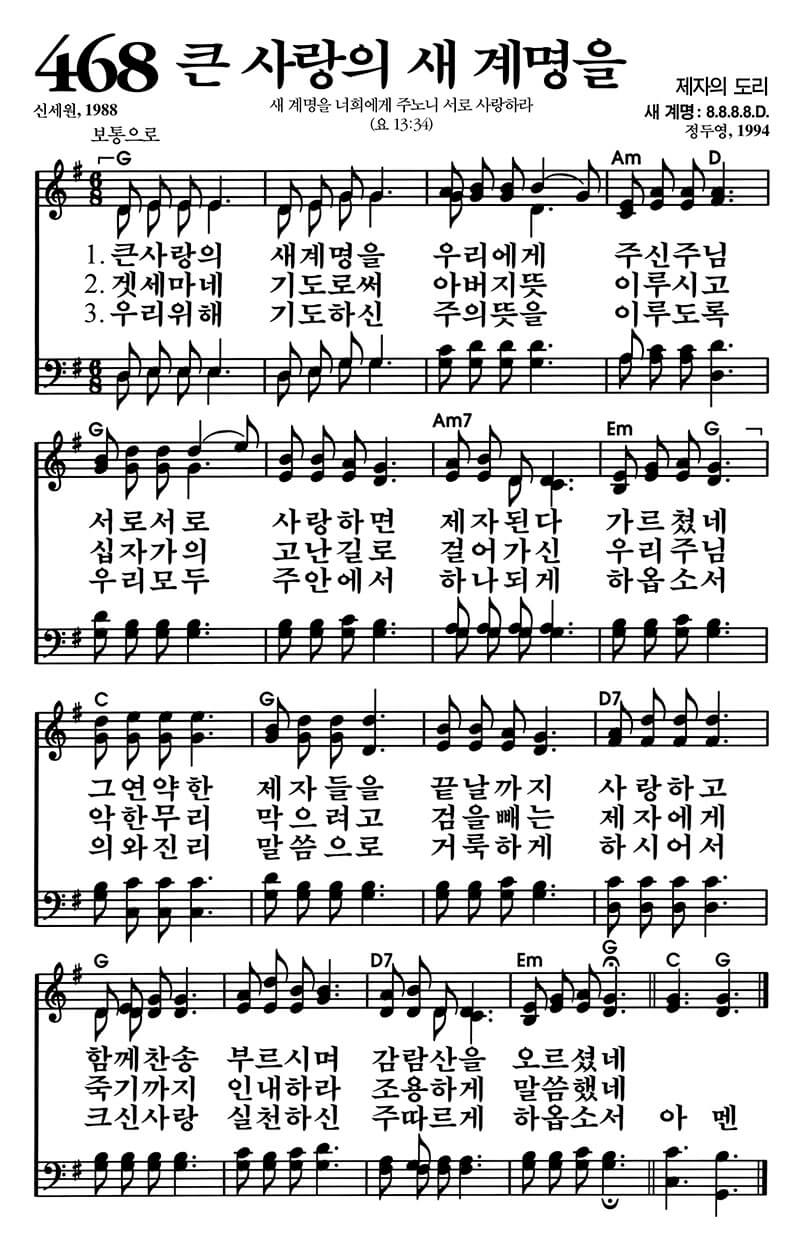 468 큰 사랑의 새 계명을
제자의 도리
신세원, 1988
새 계명을 너희에게 주노니 서로 사랑하라
새 계명 : 8.8.8.8.D.
(요 13:34)
정두영, 1994
보통으로
G Am D
6 8
1. 큰사랑의 새계명을 우리에게 주신주님
2. 겟세마네 기도로써 아버지뜻 이루시고
3. 우리위해 기도하신 주의뜻을 이루도록
6 8
G Am7 Em G
서로서로 사랑하면 제자된다 가르쳤네
십자가의 고난길로 걸어가신 우리주님
우리모두 주안에서 하나되게 하옵소서
C G D7
그연약한 제자들을 끝날까지 사랑하고
악한무리 막으려고 검을빼는 제자에게
의와진리 말씀으로 거룩하게 하시어서
G D7 Em G C G
함께찬송 부르시며 감람산을 오르셨네
죽기까지 인내하라 조용하게 말씀했네
크신사랑 실천하신 주따르게 하옵소서 아멘